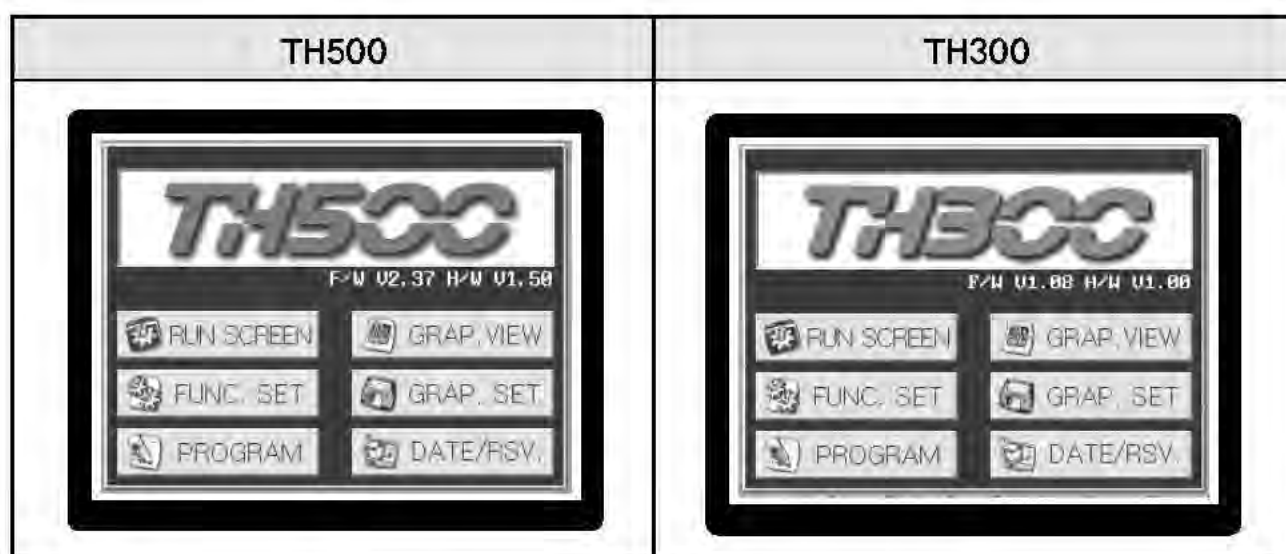 TH500
TH300
TH500
F/W V2.37 H/W V1.50
RUN SCREEN
GRAP.VIEW
FUNC. SET
GRAP. SET
PROGRAM
DATE/RSV.
TH300
F/W V1.08 H/W V1.00
RUN SCREEN
GRAP.VIEW
FUNC. SET
GRAP. SET
PROGRAM
DATE/RSV.